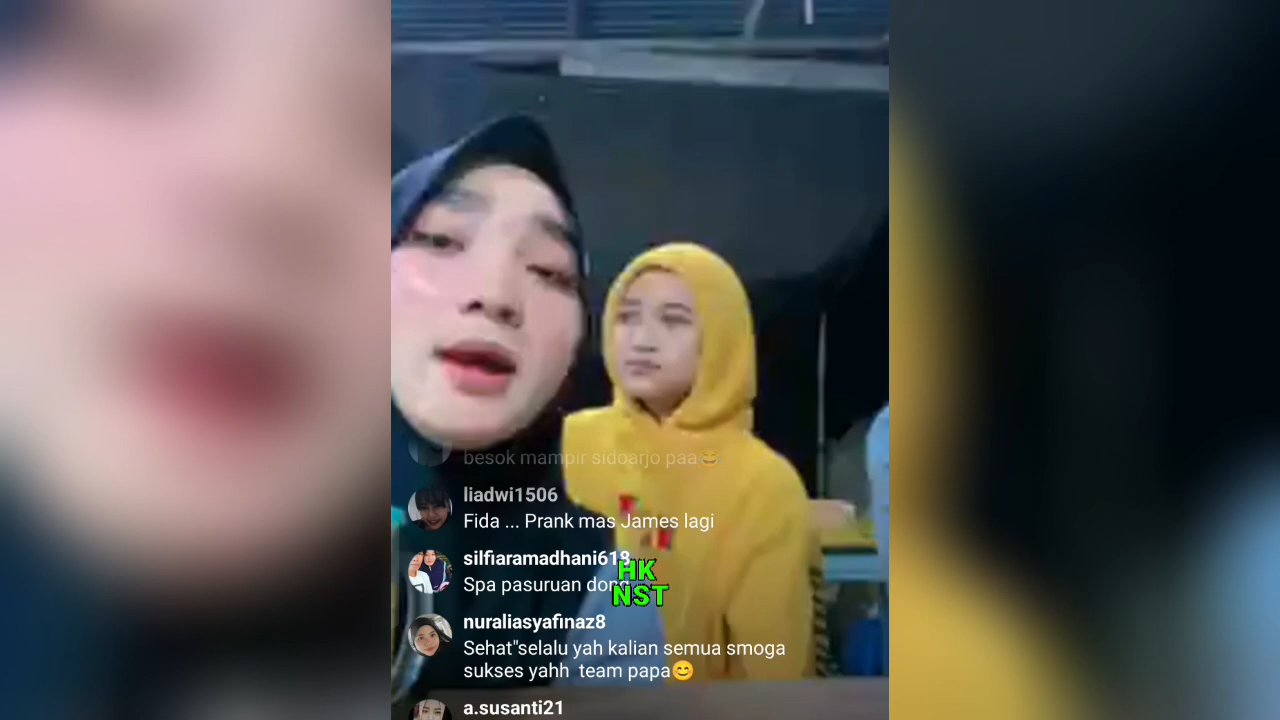 besok mampir sidoarjo paa😂
liadwi1506
Fida ... Prank mas James lagi
silfiaramadhani618
Spa pasuruan dong
HK
NST
nuraliasyafinaz8
Sehat"selalu yah kalian semua smoga
sukses yahh team papa😊
a.susanti21